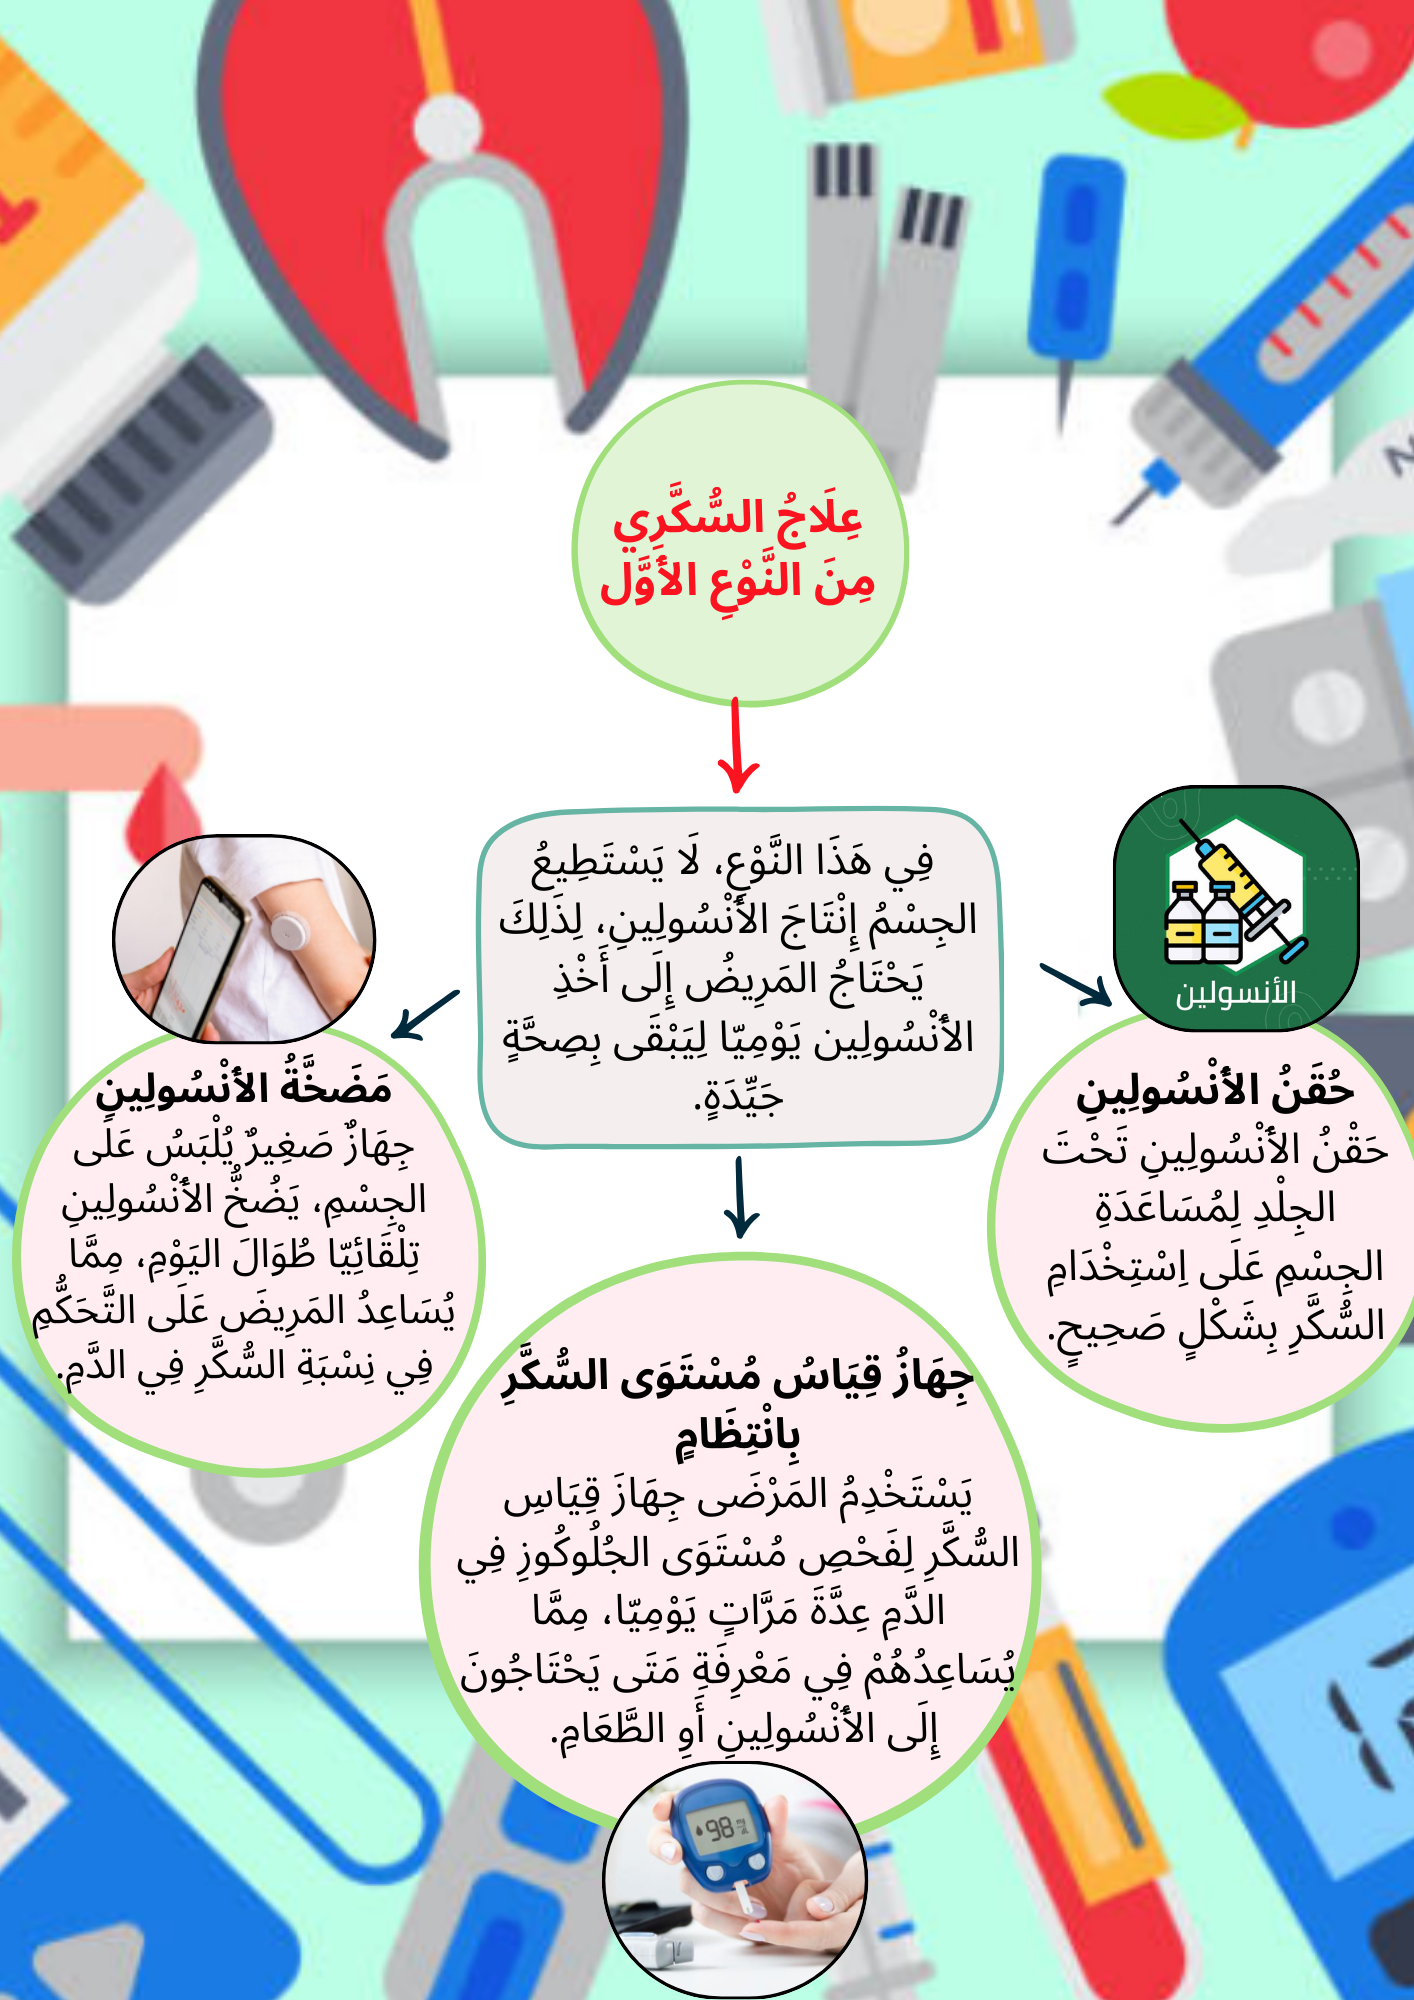 عِلَاجُ السُّكَّرِي
مِنَ النَّوْعِ الأَوَّل
فِي هَذَا النَّوْعِ، لَا يَسْتَطِيعُ
الجِسْمُ إِنْتَاجَ الأَنْسُولِينِ، لِذَلِكَ
يَحْتَاجُ المَرِيضُ إِلَى أَخْذِ
الأَنْسُولِين يَوْمِيّا لِيَبْقَى بِصِحَّةٍ
جَيِّدَةٍ.
الأنسولين
حُقَنُ الأَنْسُولِينِ
حَقْنُ الأَنْسُولِينِ تَحْتَ
الجِلْدِ لِمُسَاعَدَةِ
الجِسْمِ عَلَى اِسْتِخْدَامِ
السُّكَّرِ بِشَكْلٍ صَحِيحٍ.
جِهَازُ قِيَاسُ مُسْتَوَى السُّكَّرِ
بِانْتِظَامٍ
يَسْتَخْدِمُ المَرْضَى جِهَازَ قِيَاسِ
السُّكَّرِ لِفَحْصِ مُسْتَوَى الجُلُوكُوزِ فِي
الدَّمِ عِدَّةَ مَرَّاتٍ يَوْمِيّا، مِمَّا
يُسَاعِدُهُمْ فِي مَعْرِفَةِ مَتَى يَحْتَاجُونَ
إِلَى الأَنْسُولِينِ أَوِ الطَّعَامِ.
98
مَضَخَّةُ الأَنْسُولِينِ
جِهَازٌ صَغِيرٌ يُلْبَسُ عَلَى
الجِسْمِ، يَضُخُّ الأَنْسُولِينِ
تِلْقَائِيّا طُوَالَ اليَوْمِ، مِمَّا
يُسَاعِدُ المَرِيضَ عَلَى التَّحَكُّمِ
فِي نِسْبَةِ السُّكَّرِ فِي الدَّمِ.